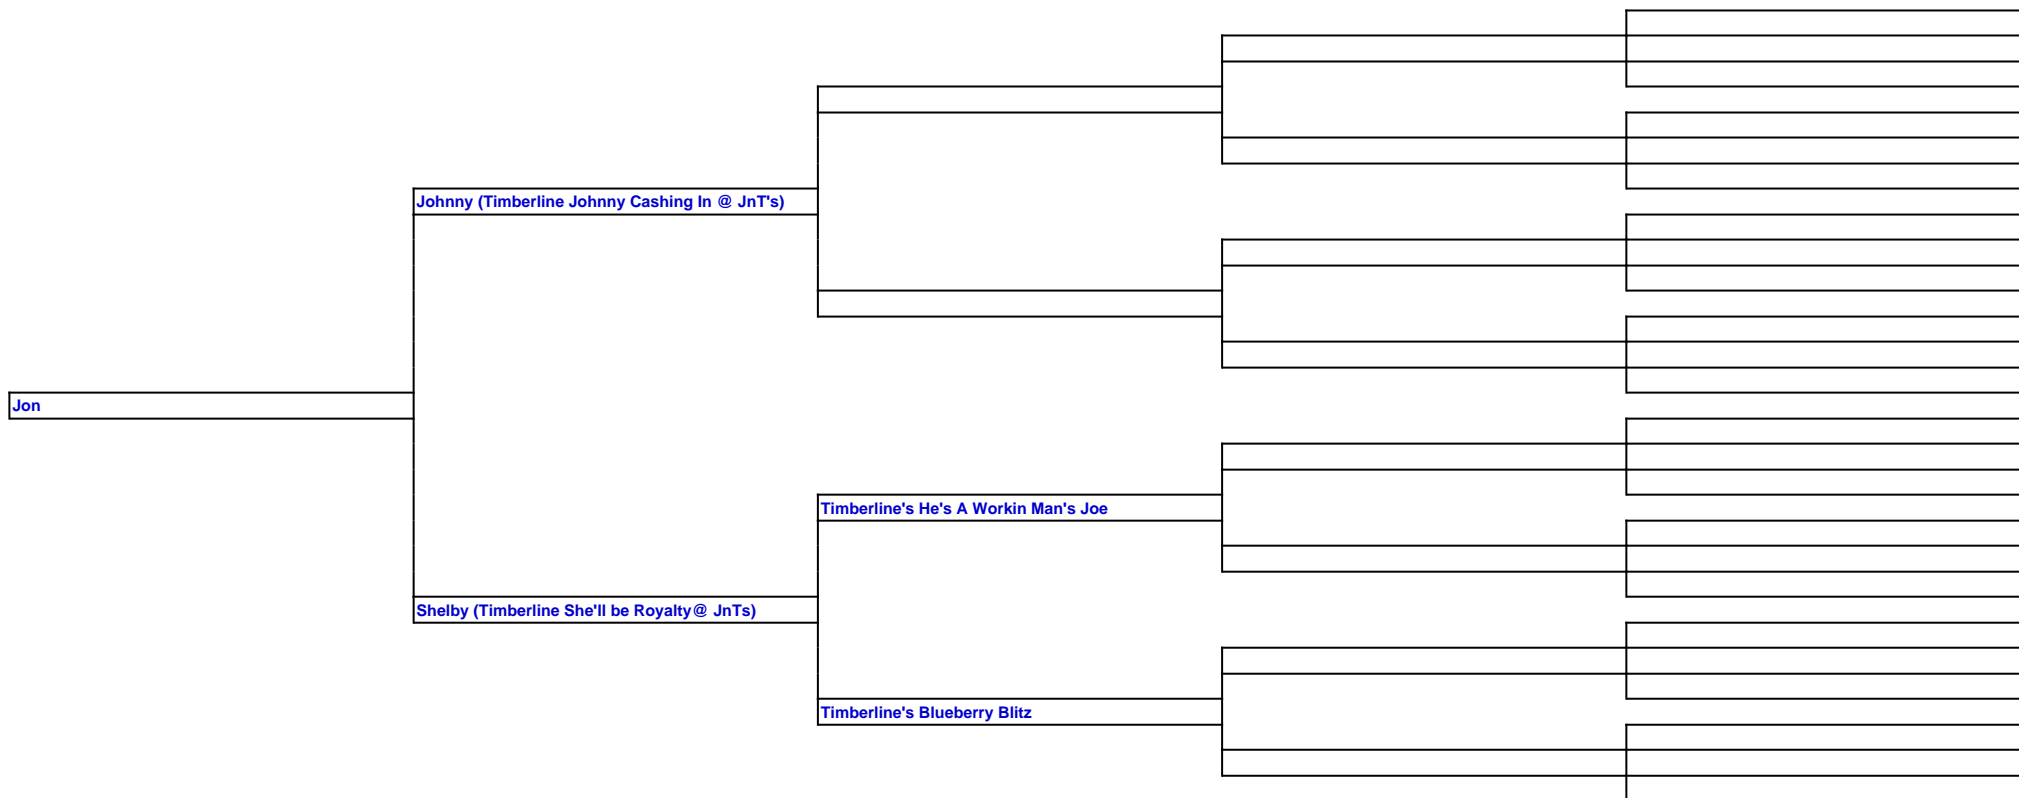 Johnny (Timberline Johnny Cashing In @ JnT's)
Jon
Timberline's He's A Workin Man's Joe
Shelby (Timberline She'll be Royalty@ JnTs)
Timberline's Blueberry Blitz